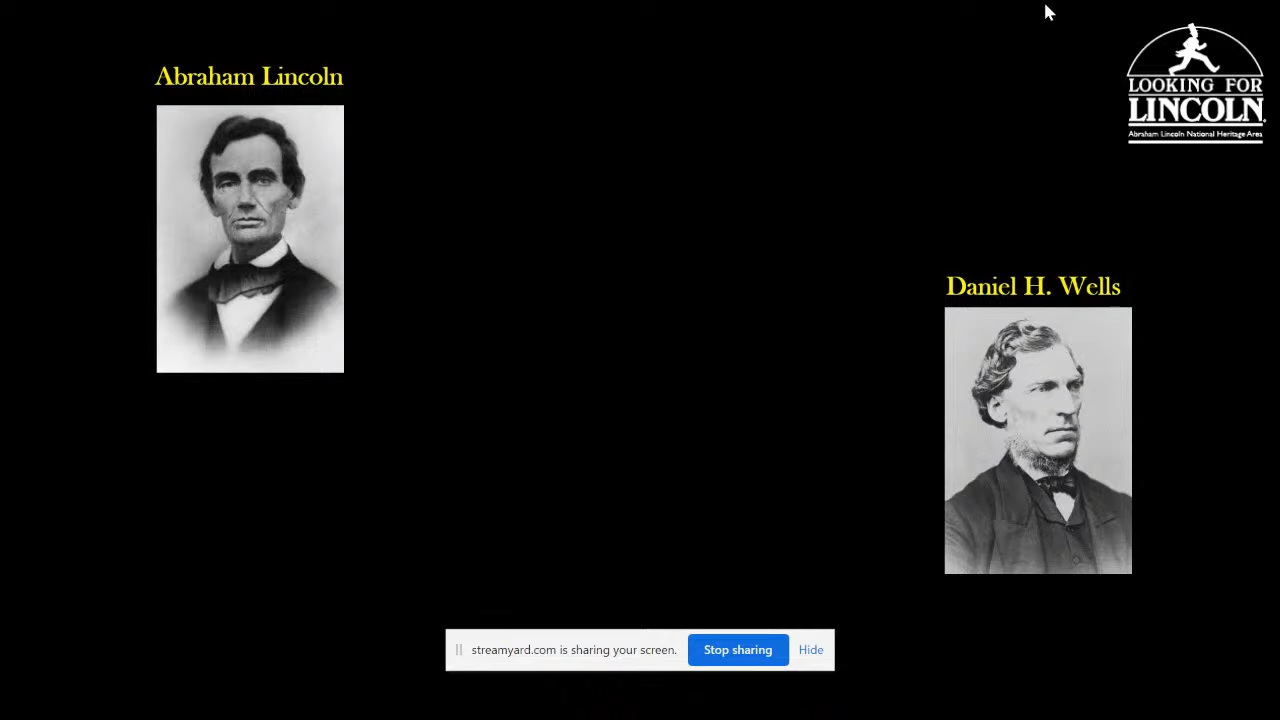 Abraham Lincoln
LOOKING FOR
LINCOLN®
Abraham Lincoln National Heritage Area
Daniel H. Wells
streamyard.com is sharing your screen.
Stop sharing
Hide